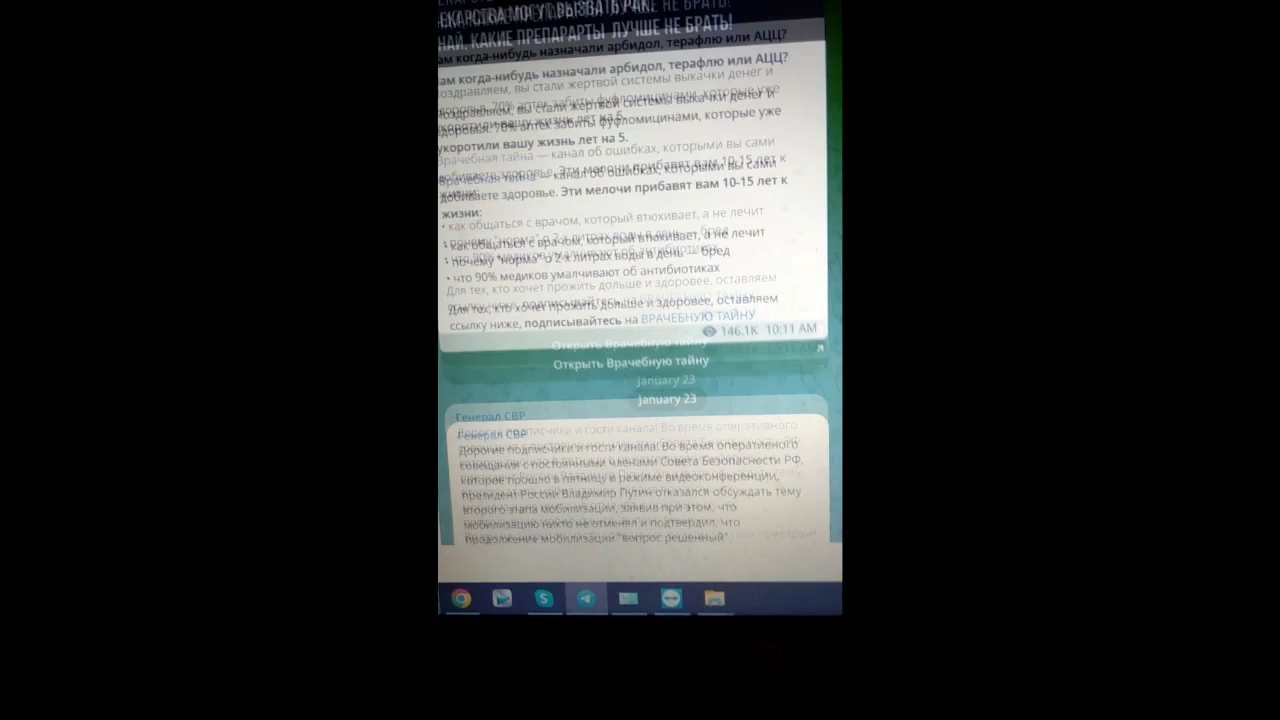 ЕКАРСТВА МОГУТ ВЫЗВАТЬ РАК.
НАЙ, КАКИЕ ПРЕПАРАРТЫ ЛУЧШЕ НЕ БРАТЬ!
ам когда-нибудь назначали арбидол, терафлю или АЦЦ?
оздравляем, вы стали жертвой системы выкачки денег и
здоровья. 70% аптек забиты фуфломицинами, которые уже
укоротили вашу жизнь лет на 5.
Врачебная тайна — канал об ошибках, которыми вы сами
добиваете здоровье. Эти мелочи прибавят вам 10-15 лет к
жизни:
• как общаться с врачом, который втюхивает, а не лечит
• почему "норма" о 2-х литрах воды в день — бред
• что 90% медиков умалчивают об антибиотиках
Для тех, кто хочет прожить дольше и здоровее, оставляем
ссылку ниже, подписывайтесь на ВРАЧЕБНУЮ ТАЙНУ
146.1K 10:11 AM
Открыть Врачебную тайну
January 23
Генерал СВР
Дорогие подписчики и гости канала! Во время оперативного
совещания с постоянными членами Совета Безопасности РФ,
которое прошло в пятницу в режиме видеоконференции,
президент России Владимир Путин отказался обсуждать тему
второго этапа мобилизации, заявив при этом, что
мобилизацию никто не отменял и подтвердил, что
продолжение мобилизации "вопрос решенный".